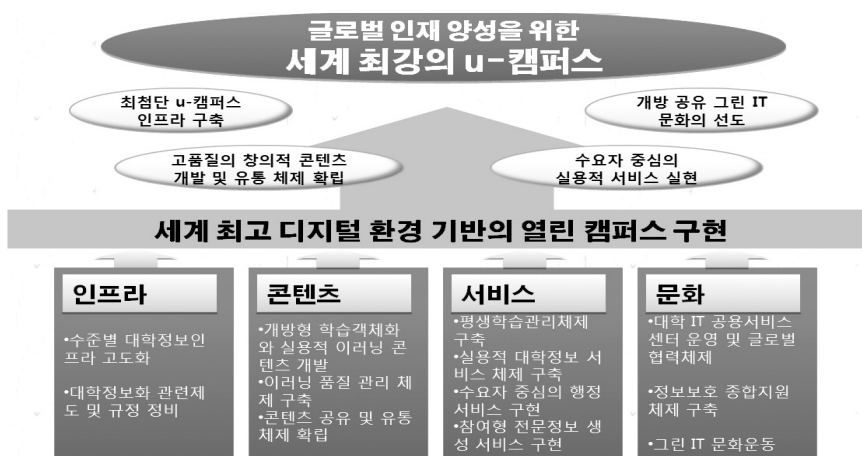 글로벌 인재 양성을 위한
세계 최강의 u-캠퍼스
최첨단 u-캠퍼스
인프라 구축
개방 공유 그린 IT
문화의 선도
고품질의 창의적 콘텐츠
개발 및 유통 체제 확립
수요자 중심의
실용적 서비스 실현
세계 최고 디지털 환경 기반의 열린 캠퍼스 구현
인프라
•수준별 대학정보인
프라 고도화
•대학정보화 관련제
도 및 규정 정비
콘텐츠
•개방형 학습객체화
와 실용적 이러닝 콘
텐츠 개발
•이러닝 품질 관리 체
제 구축
•콘텐츠 공유 및 유통
체제 확립
서비스
•평생학습관리체제
구축
•실용적 대학정보 서
비스 체제 구축
•수요자 중심의 행정
서비스 구현
•참여형 전문정보 생
성 서비스 구현
문화
•대학 IT 공용서비스
센터 운영 및 글로벌
협력체제
•정보보호 종합지원
체제 구축
•그린 IT 문화운동